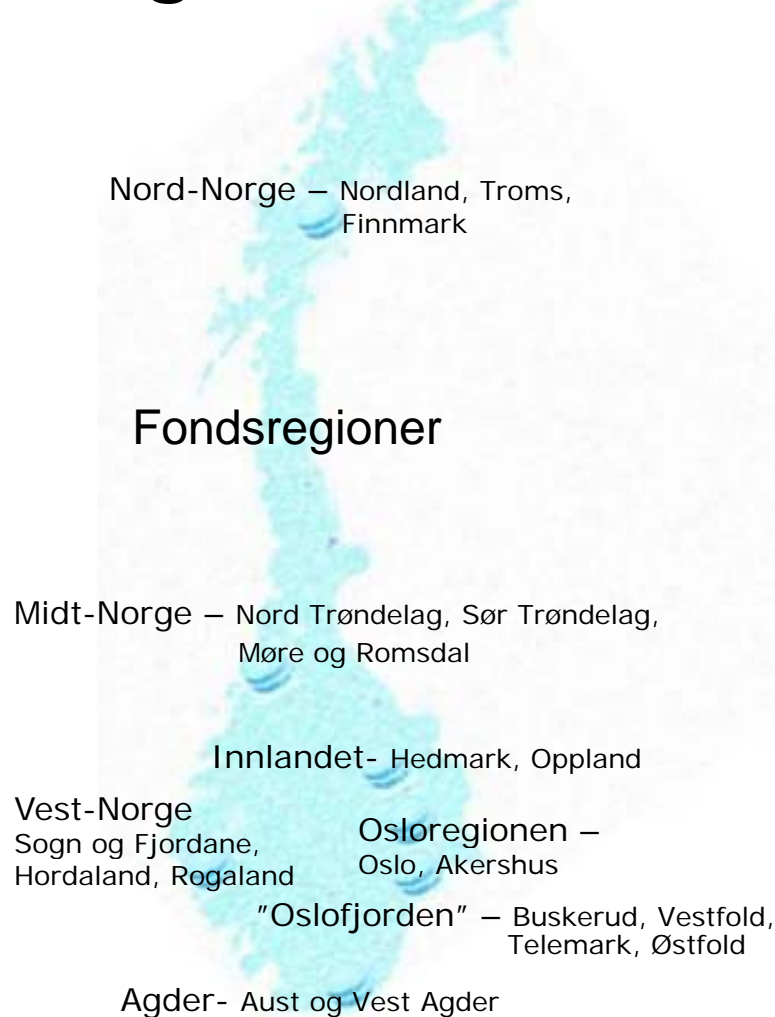 Nord-Norge – Nordland, Troms,
Finnmark
Fondsregioner
Midt-Norge – Nord Trøndelag, Sør Trøndelag,
Møre og Romsdal
Innlandet- Hedmark, Oppland
Vest-Norge
Sogn og Fjordane,
Hordaland, Rogaland
Osloregionen –
Oslo, Akershus
"Oslofjorden" – Buskerud, Vestfold,
Telemark, Østfold
Agder- Aust og Vest Agder